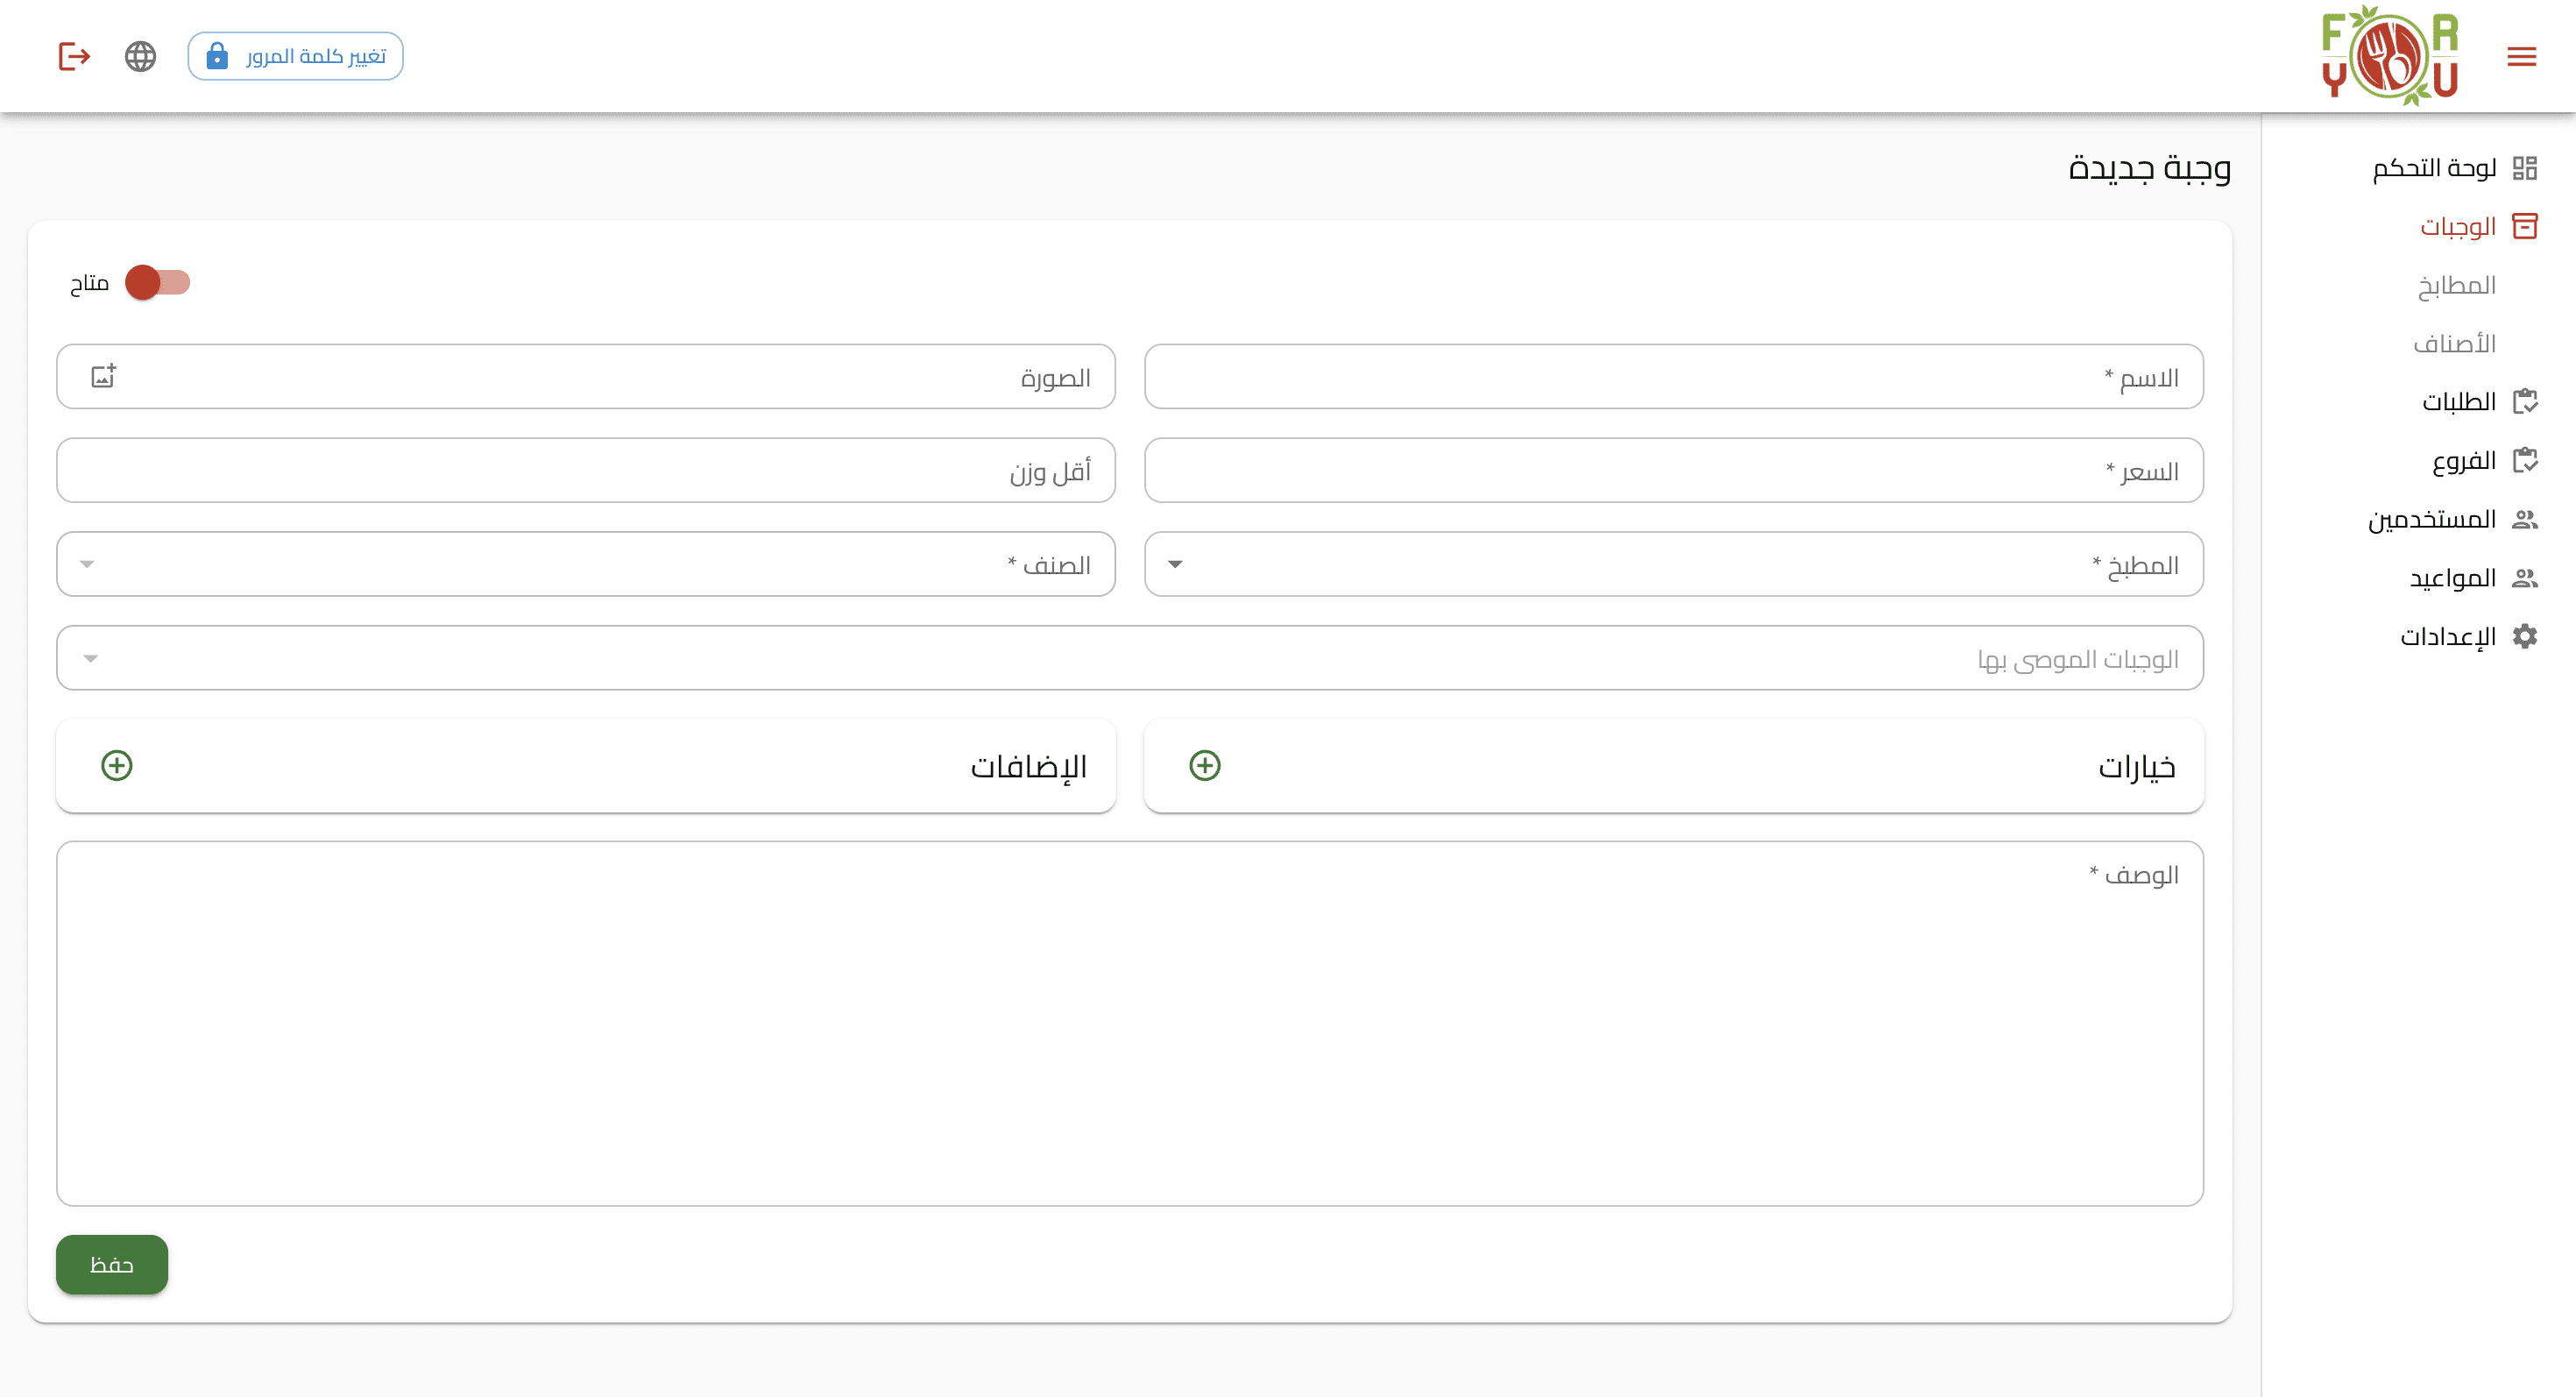 FOR
YOU
تغيير كلمة المرور
لوحة التحكم
الوجبات
المطابخ
الأصناف
الطلبات
الفروع
المستخدمين
المواعيد
الإعدادات
وجبة جديدة
متاح
الاسم *
الصورة
السعر *
أقل وزن
المطبخ *
الصنف *
الوجبات الموصى بها
خيارات
الإضافات
الوصف *
حفظ